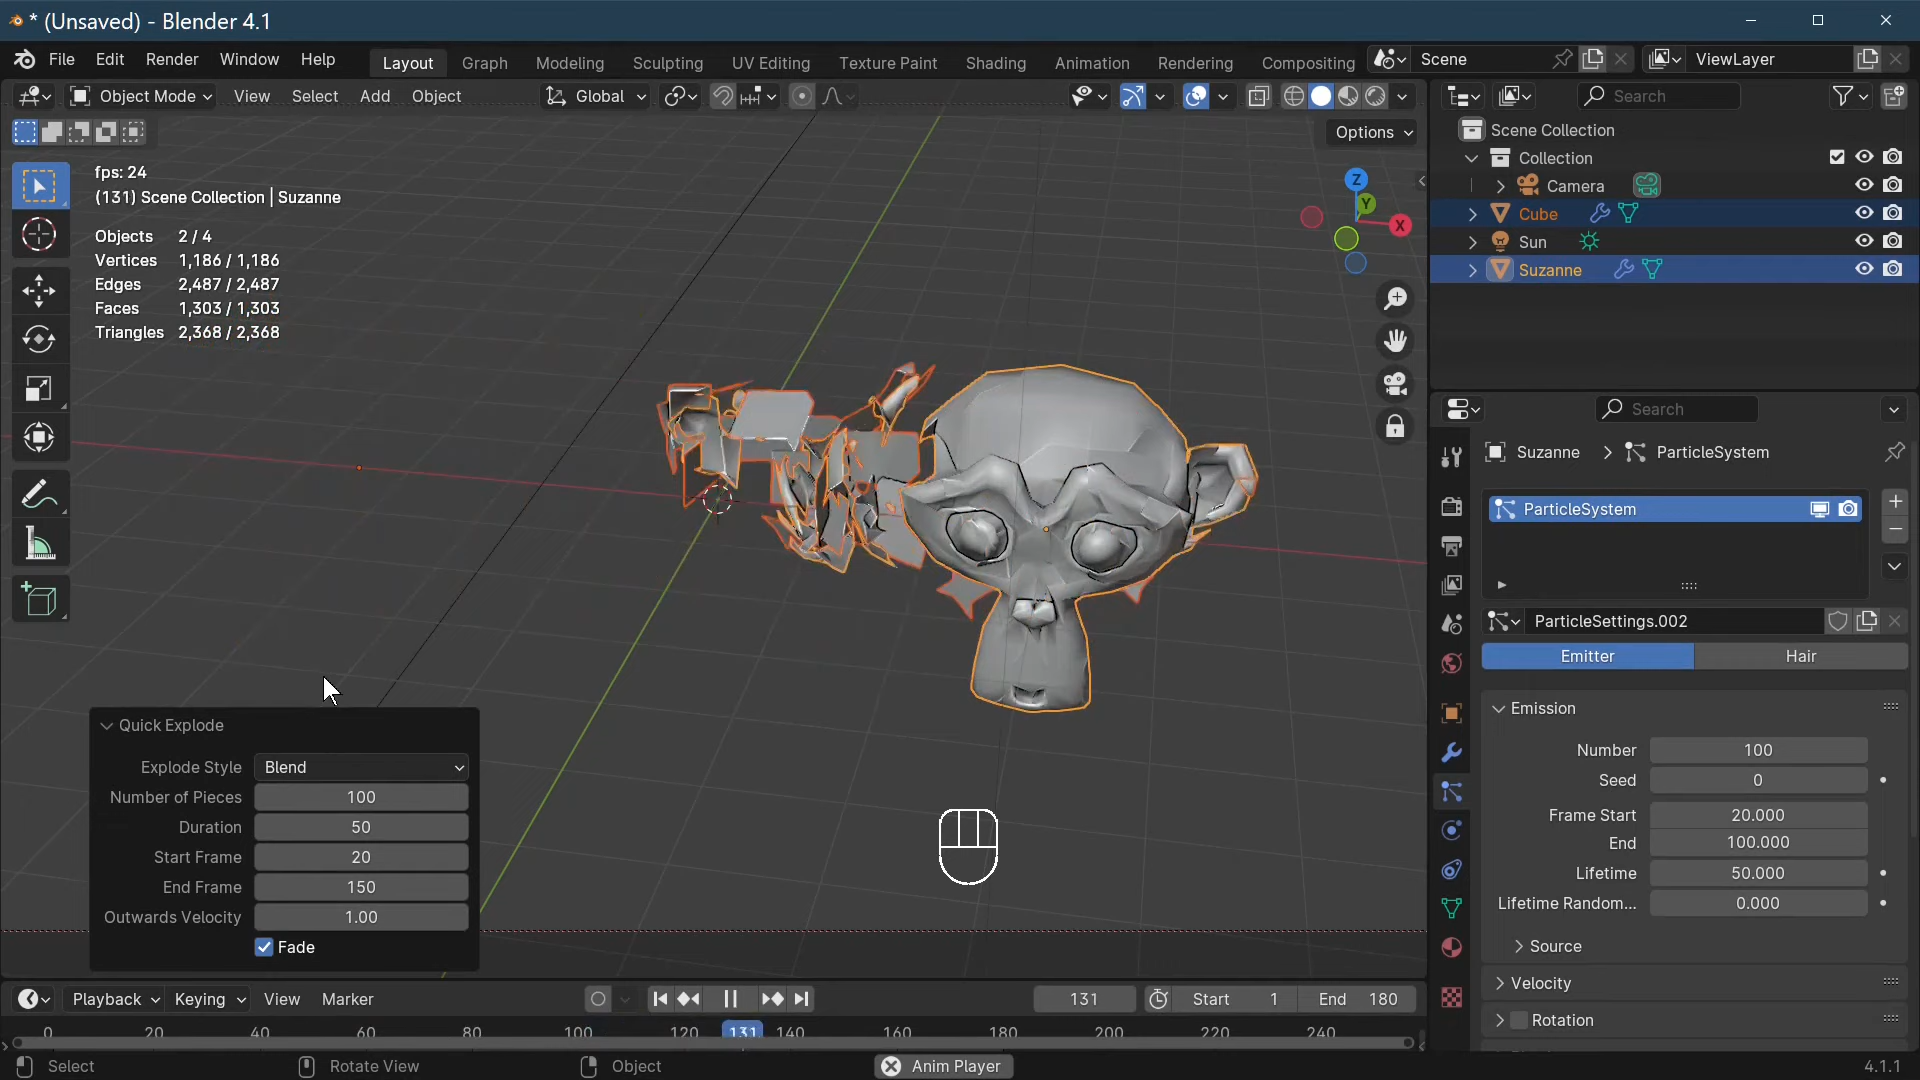 * (Unsaved) - Blender 4.1
File Edit Render Window Help Layout Graph Modeling Sculpting UV Editing Texture Paint Shading Animation Rendering Compositing Scene ViewLayer
Object Mode View Select Add Object Global Search
Options
fps: 24
(131) Scene Collection | Suzanne
Objects 2 / 4
Vertices 1,186 / 1,186
Edges 2,487 / 2,487
Faces 1,303 / 1,303
Triangles 2,368 / 2,368
Z
Y
X
Scene Collection
Collection
Camera
Cube
Sun
Suzanne
Search
Suzanne > ParticleSystem
ParticleSystem
ParticleSettings.002
Emitter Hair
Emission
Number 100
Seed 0
Frame Start 20.000
End 100.000
Lifetime 50.000
Lifetime Random... 0.000
Source
Velocity
Rotation
Quick Explode
Explode Style Blend
Number of Pieces 100
Duration 50
Start Frame 20
End Frame 150
Outwards Velocity 1.00
Fade
Playback Keying View Marker 131 Start 1 End 180
0 20 40 60 80 100 120 131 140 160 180 200 220 240
Select Rotate View Object Anim Player 4.1.1